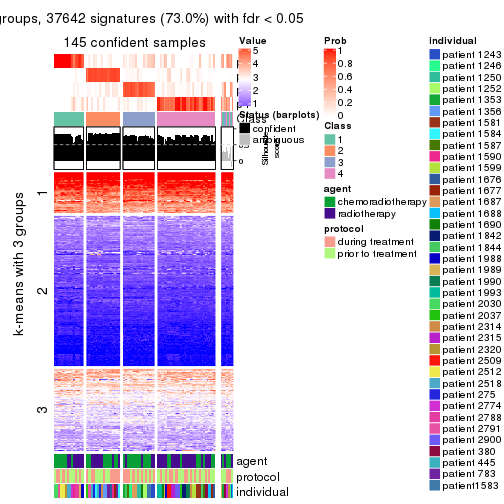 groups, 37642 signatures (73.0%) with fdr < 0.05
145 confident samples
k-means with 3 groups
1
2
3
agent
protocol
individual
Value
5
4
3
2
1
Status (barplots)
confident
ambiguous
Silhouette
score
0
Prob
1
0.8
0.6
0.4
0.2
0
Class
1
2
3
4
agent
chemoradiotherapy
radiotherapy
protocol
during treatment
prior to treatment
individual
patient 1243
patient 1246
patient 1250
patient 1252
patient 1353
patient 1356
patient 1581
patient 1584
patient 1587
patient 1590
patient 1599
patient 1676
patient 1677
patient 1687
patient 1688
patient 1690
patient 1842
patient 1844
patient 1988
patient 1989
patient 1990
patient 1993
patient 2030
patient 2037
patient 2314
patient 2315
patient 2320
patient 2509
patient 2512
patient 2518
patient 275
patient 2774
patient 2788
patient 2791
patient 2900
patient 380
patient 445
patient 783
patient1583